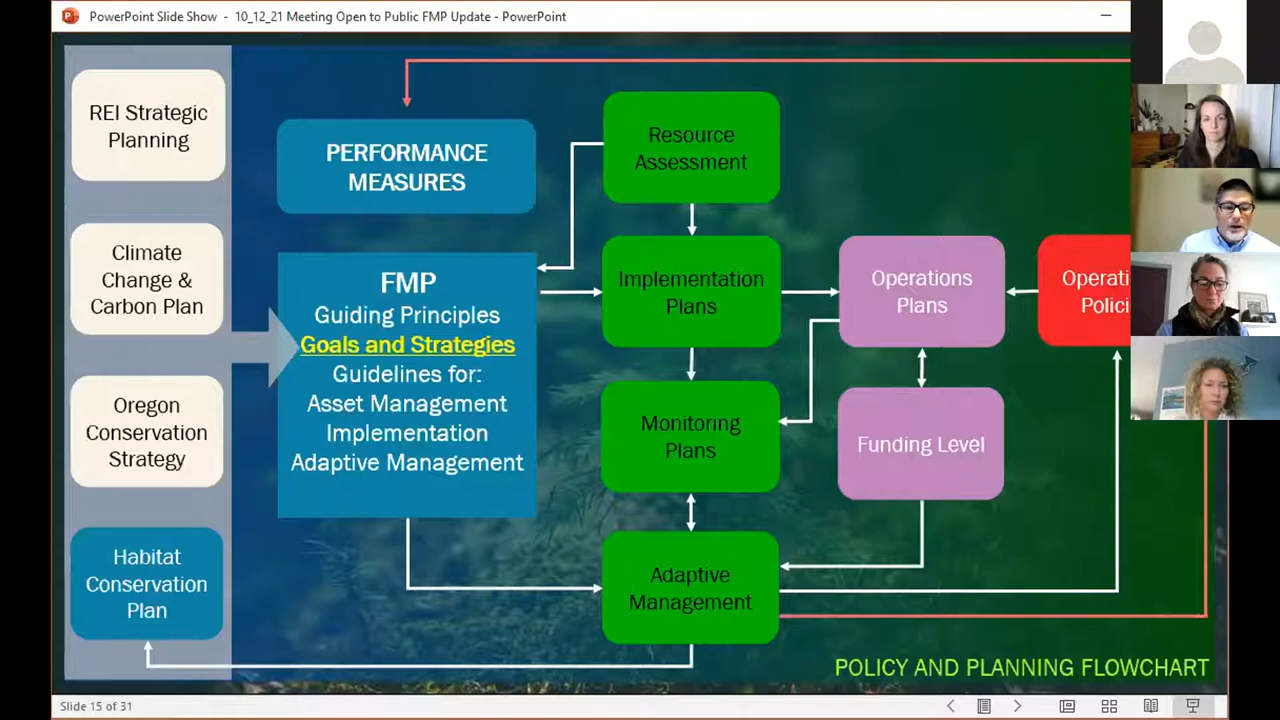 PowerPoint Slide Show - 10_12_21 Meeting Open to Public FMP Update - PowerPoint
REI Strategic
Planning
Climate
Change &
Carbon Plan
Oregon
Conservation
Strategy
Habitat
Conservation
Plan
PERFORMANCE
MEASURES
FMP
Guiding Principles
Goals and Strategies
Guidelines for:
Asset Management
Implementation
Adaptive Management
Resource
Assessment
Implementation
Plans
Monitoring
Plans
Adaptive
Management
Operations
Plans
Funding Level
Operati
Polici
POLICY AND PLANNING FLOWCHART
Slide 15 of 31